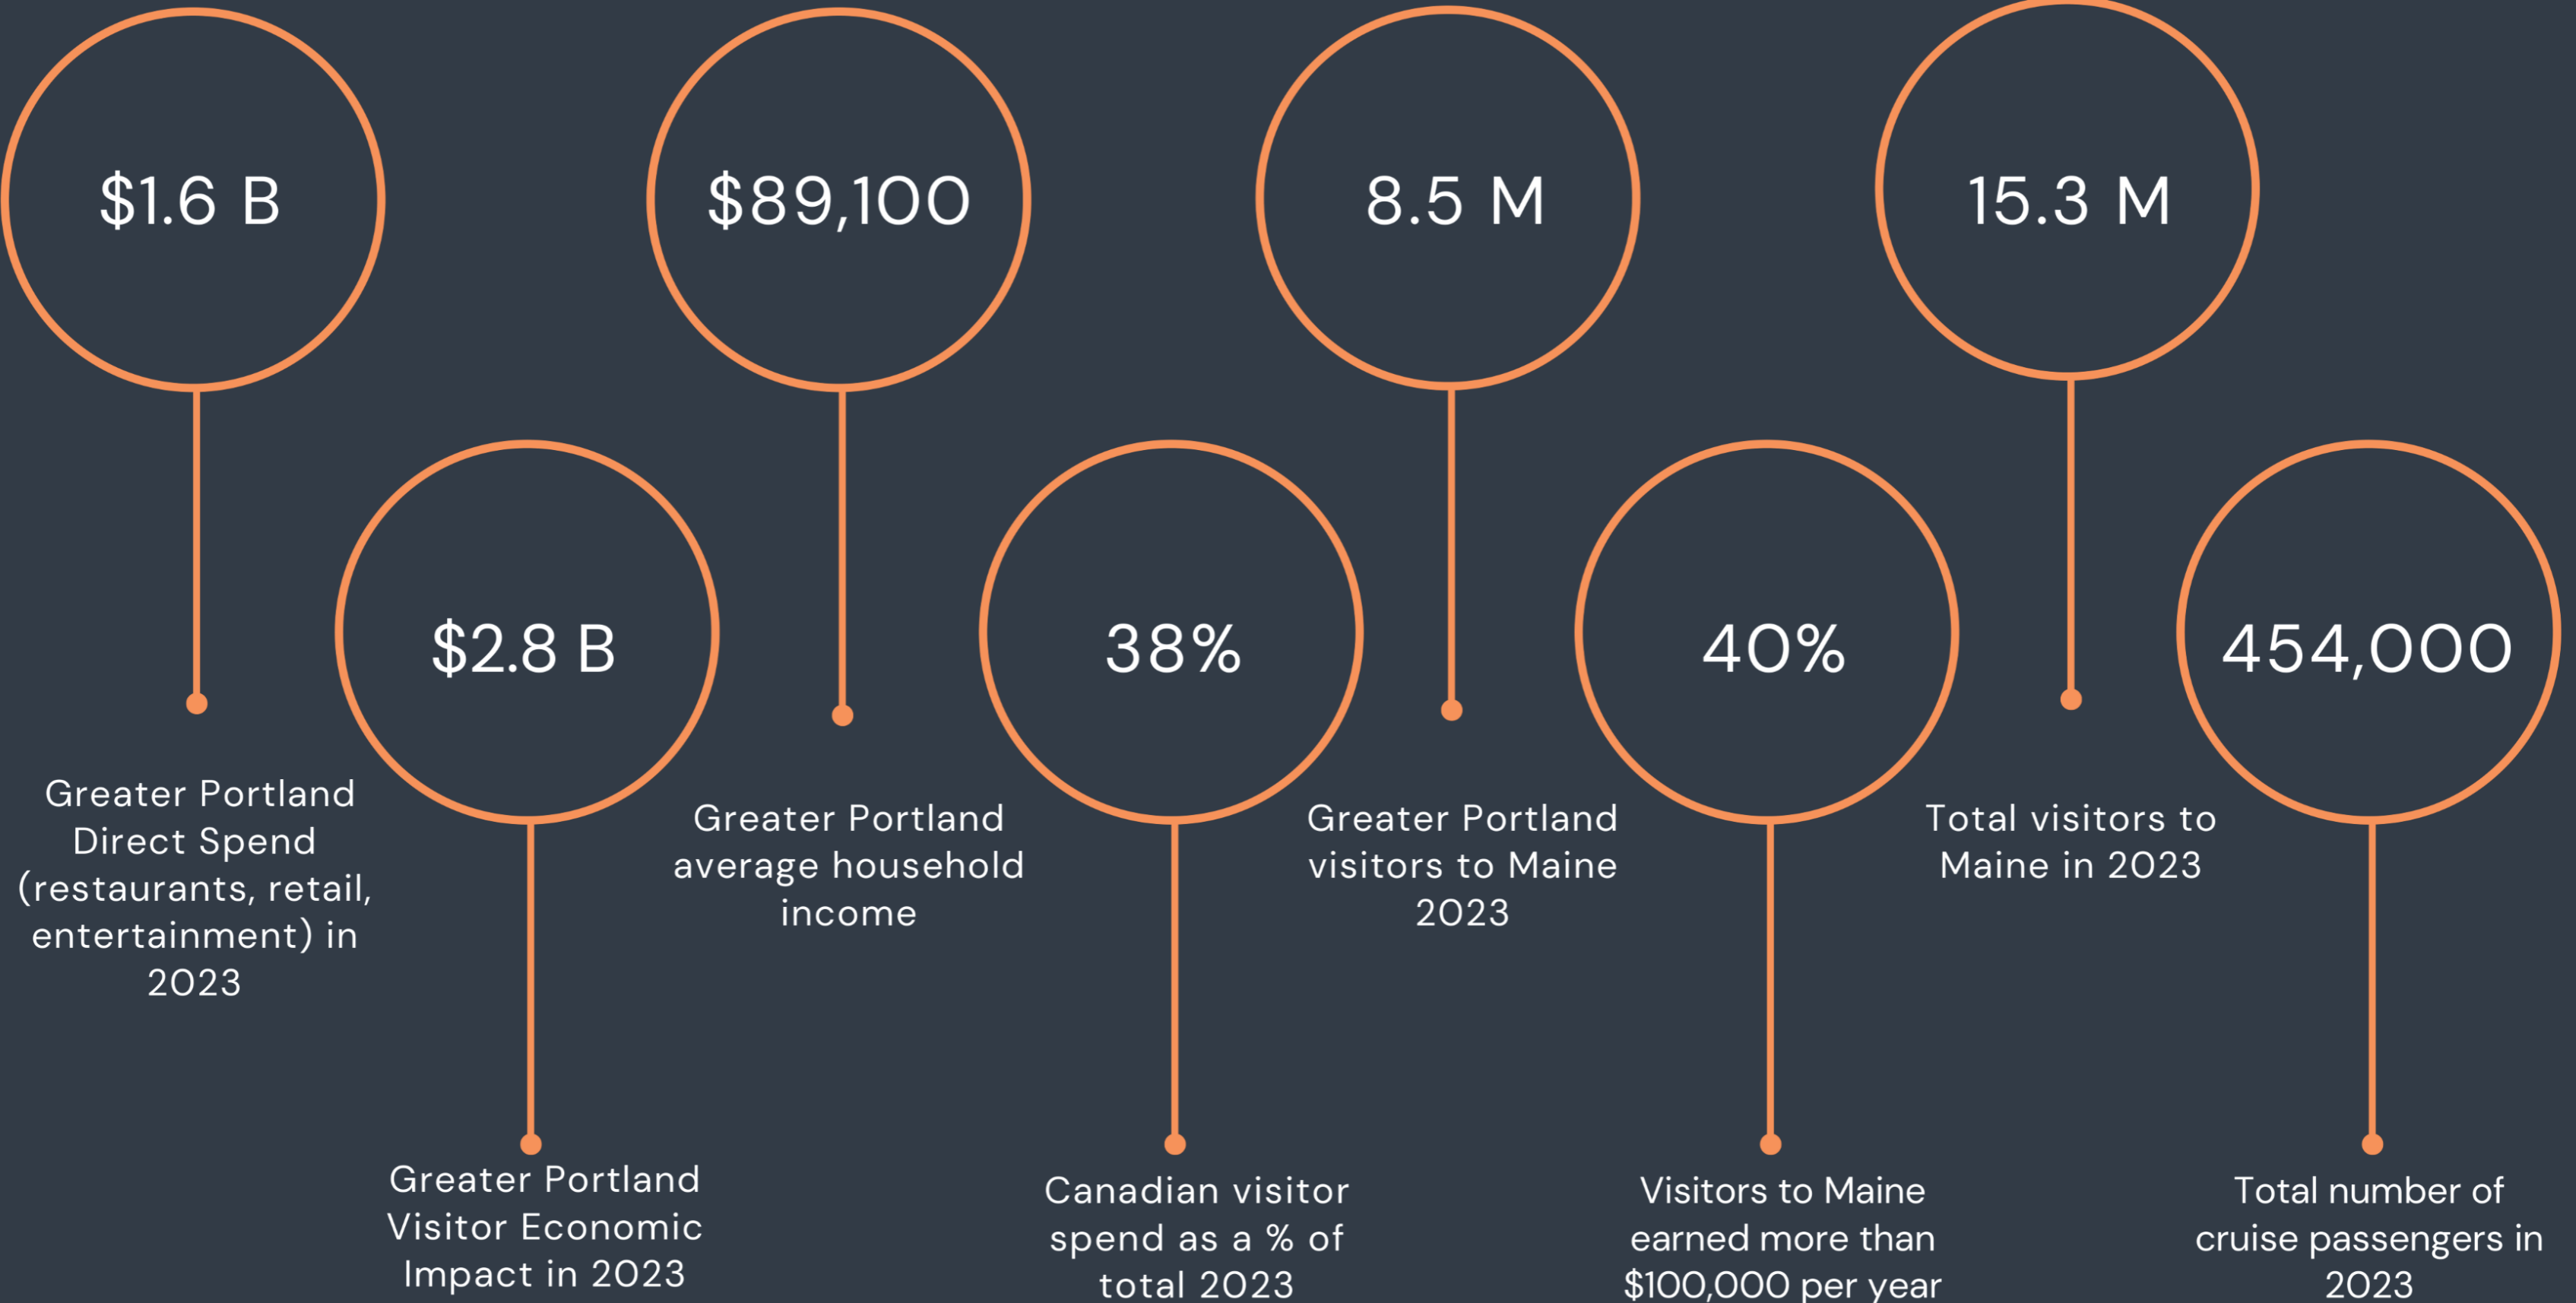 $1.6 B
Greater Portland
Direct Spend
(restaurants, retail,
entertainment) in
2023
$2.8 B
Greater Portland
Visitor Economic
Impact in 2023
$89,100
Greater Portland
average household
income
38%
Canadian visitor
spend as a % of
total 2023
8.5 M
Greater Portland
visitors to Maine
2023
40%
Visitors to Maine
earned more than
$100,000 per year
15.3 M
Total visitors to
Maine in 2023
454,000
Total number of
cruise passengers in
2023